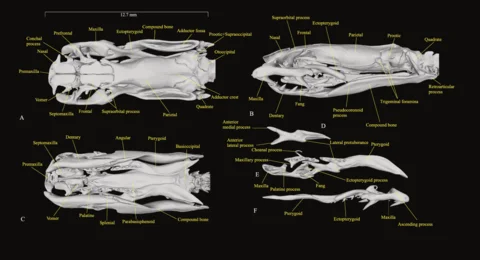 12.7 mm
Prefrontal
Maxilla
Ectopterygoid
Compound bone
Adductor fossa
Prootic/Supraoccipital
Conchal process
Nasal
Premaxilla
Otoccipital
Vomer
Septomaxilla
Frontal
Supraorbital process
Parietal
Quadrate
Adductor crest
A
Supraorbital process
Nasal
Frontal
Ectopterygoid
Parietal
Prootic
Quadrate
Maxilla
Dentary
Fang
Pseudocoronoid process
Compound bone
Trigeminal foramina
Retroarticular process
B
Septomaxilla
Dentary
Angular
Pterygoid
Basioccipital
Premaxilla
Vomer
Palatine
Splenial
Parabasisphenoid
Compound bone
C
Anterior medial process
Anterior lateral process
D
Lateral protuberance
Choanal process
Maxillary process
Pterygoid
Maxilla
Palatine process
Fang
Ectopterygoid process
E
Pterygoid
Ectopterygoid
Maxilla
Ascending process
F